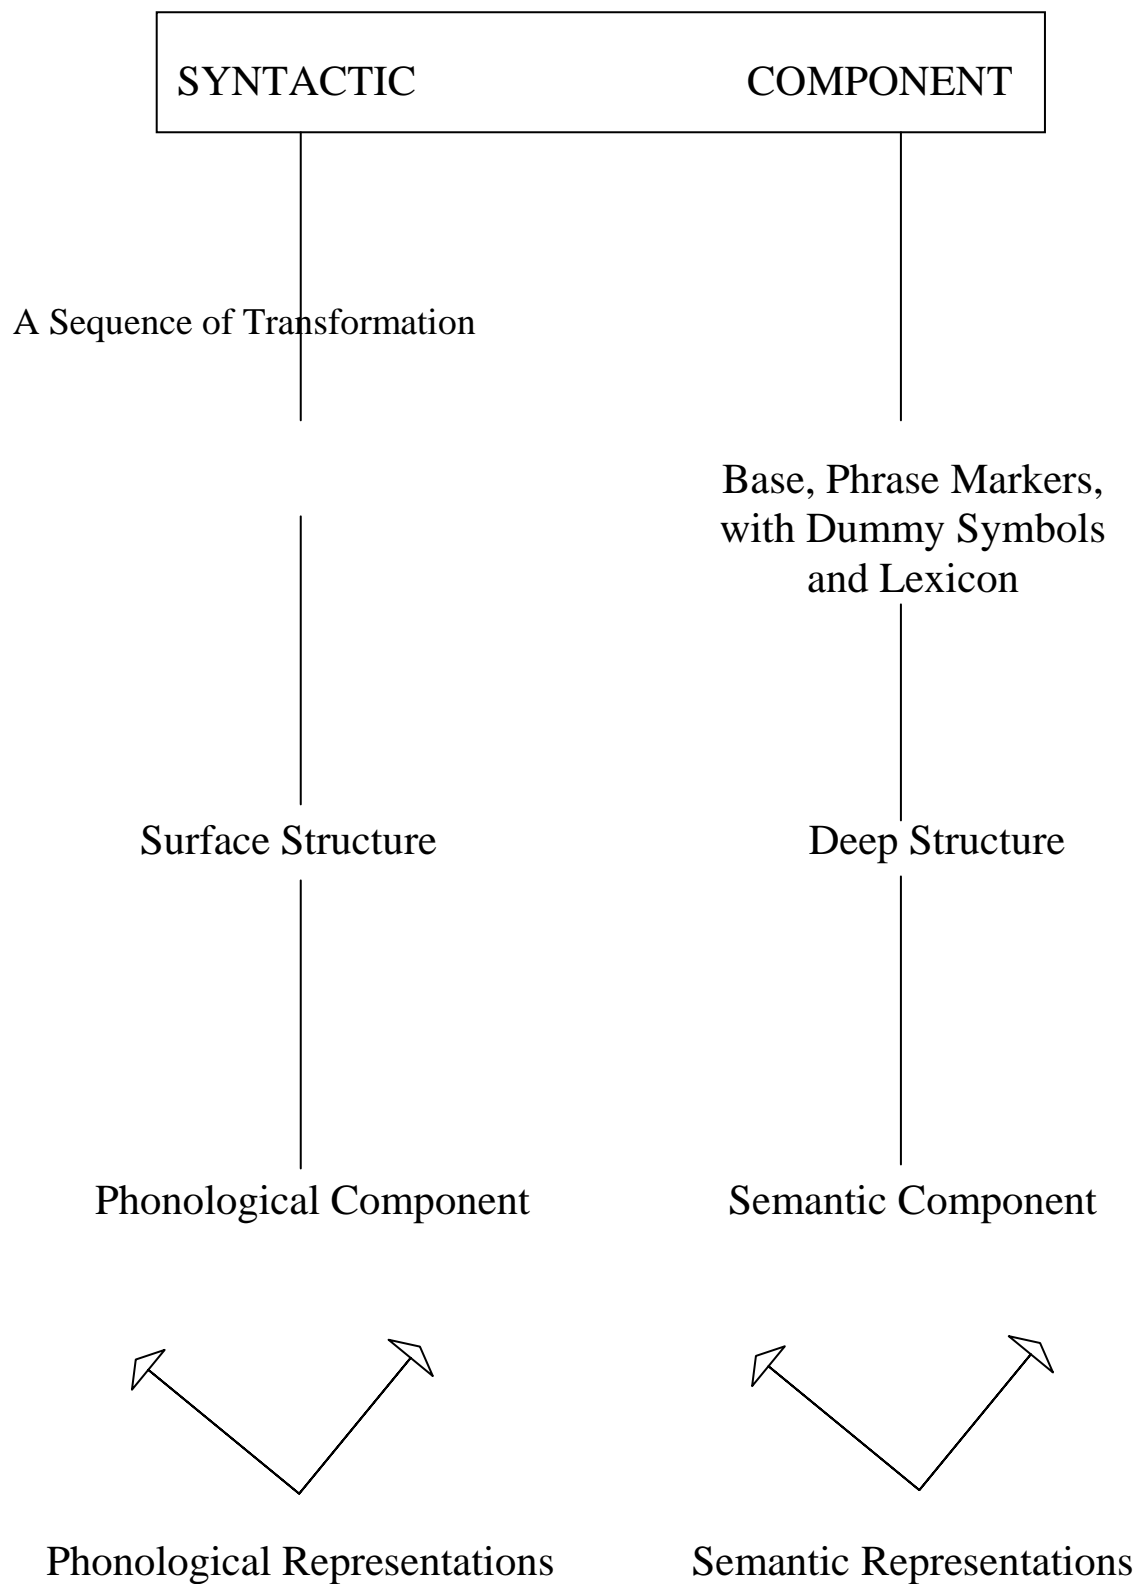 SYNTACTIC COMPONENT
A Sequence of Transformation
Base, Phrase Markers,
with Dummy Symbols
and Lexicon
Surface Structure
Deep Structure
Phonological Component
Semantic Component
Phonological Representations
Semantic Representations